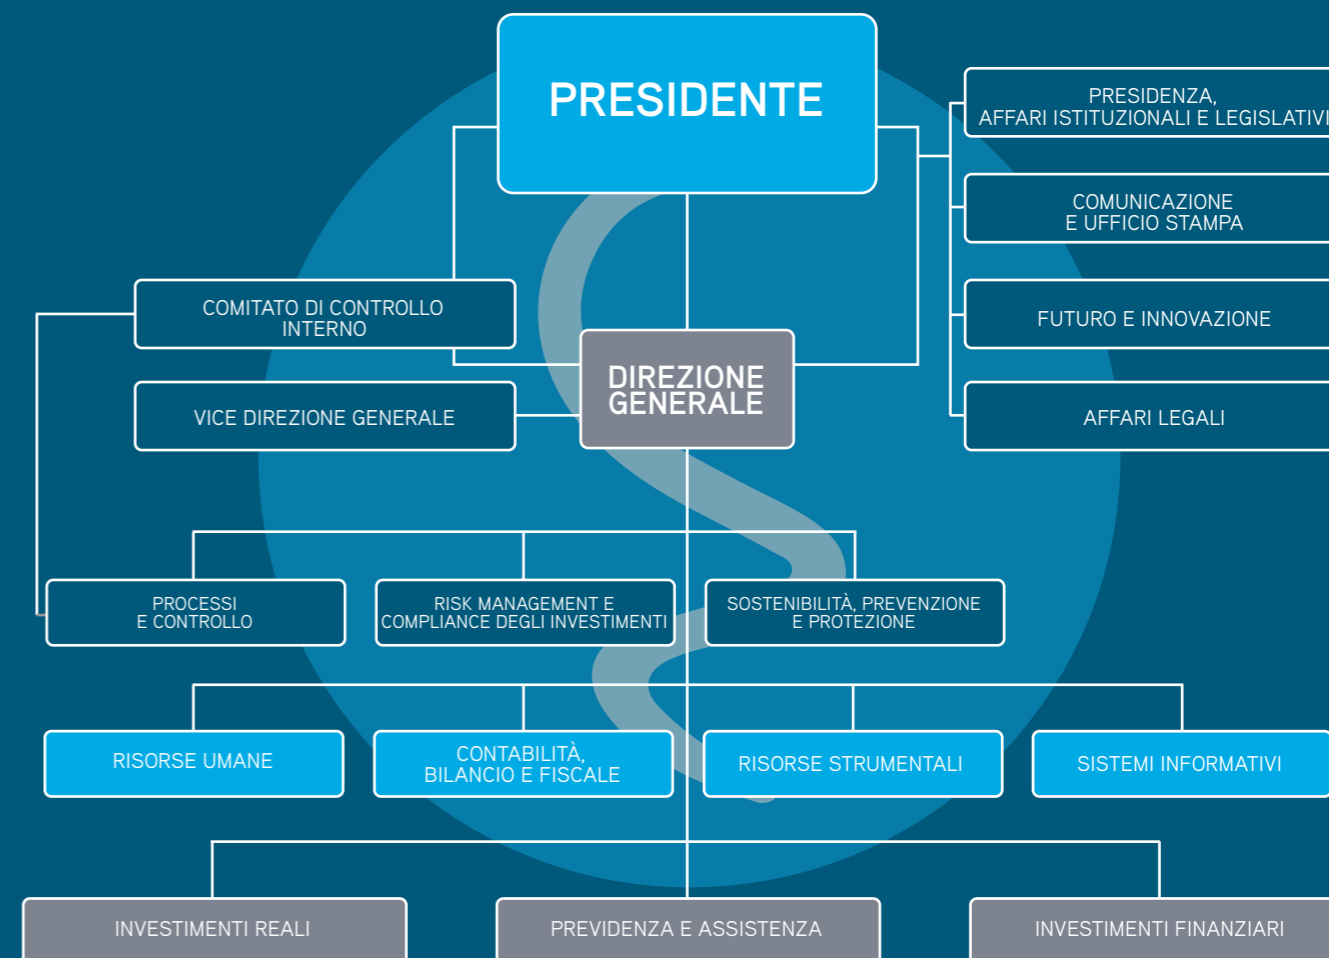 PRESIDENTE
PRESIDENZA,
AFFARI ISTITUZIONALI E LEGISLATIVI
COMUNICAZIONE
E UFFICIO STAMPA
COMITATO DI CONTROLLO
INTERNO
FUTURO E INNOVAZIONE
DIREZIONE
GENERALE
VICE DIREZIONE GENERALE
AFFARI LEGALI
PROCESSI
E CONTROLLO
RISK MANAGEMENT E
COMPLIANCE DEGLI INVESTIMENTI
SOSTENIBILITÀ, PREVENZIONE
E PROTEZIONE
RISORSE UMANE
CONTABILITÀ,
BILANCIO E FISCALE
RISORSE STRUMENTALI
SISTEMI INFORMATIVI
INVESTIMENTI REALI
PREVIDENZA E ASSISTENZA
INVESTIMENTI FINANZIARI